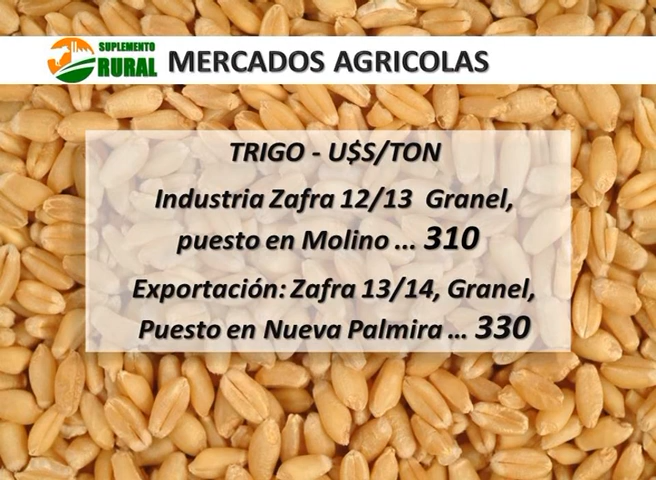 SUPLEMENTO
RURAL
MERCADOS AGRICOLAS
TRIGO - U$S/TON
Industria Zafra 12/13 Granel,
puesto en Molino ... 310
Exportación: Zafra 13/14, Granel,
Puesto en Nueva Palmira ... 330